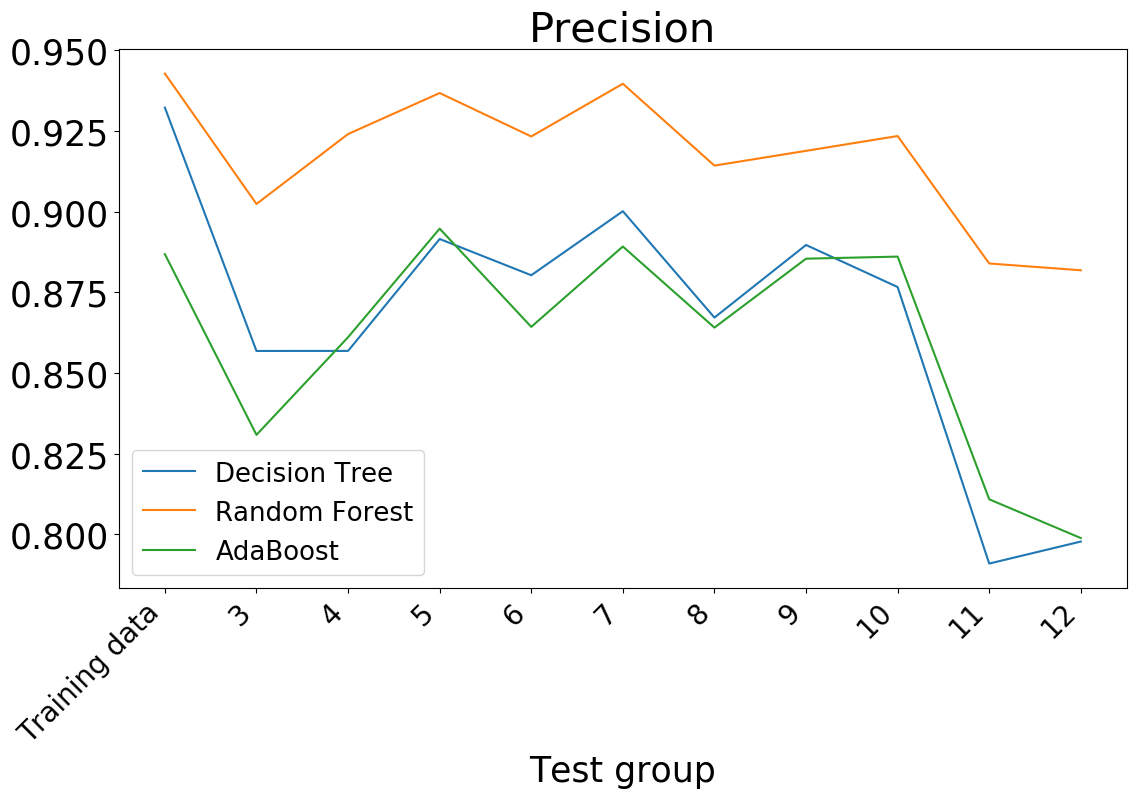 Precision
0.950
0.925
0.900
0.875
0.850
0.825
0.800
Decision Tree
Random Forest
AdaBoost
Training data
3
4
5
6
7
8
9
10
11
12
Test group